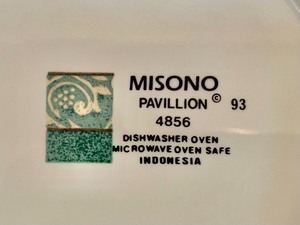 MISONO
PAVILLION © 93
4856
DISHWASHER OVEN
MICROWAVE OVEN SAFE
INDONESIA